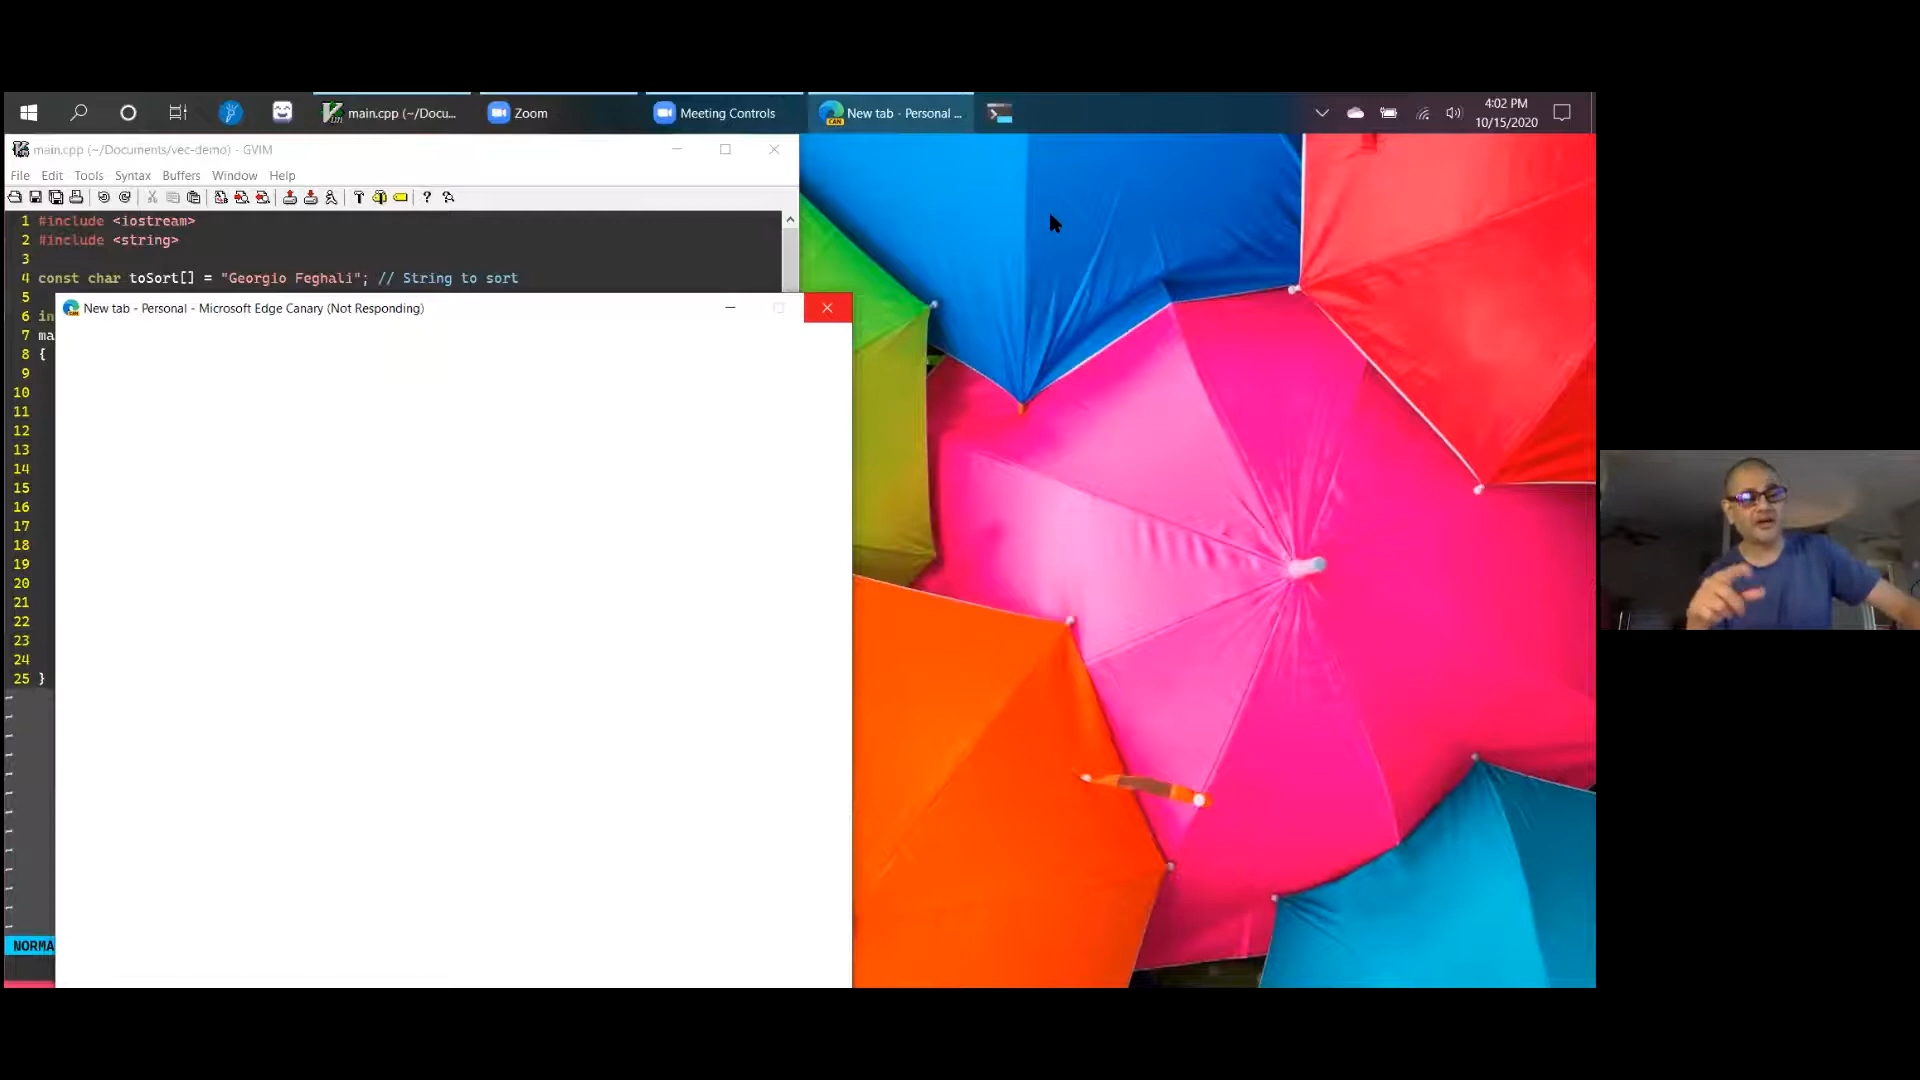 main.cpp (~/Docu...
Zoom
Meeting Controls
New tab - Personal ...
4:02 PM
10/15/2020
main.cpp (~/Documents/vec-demo) - GVIM
File Edit Tools Syntax Buffers Window Help
1 #include <iostream>
2 #include <string>
3
4 const char toSort[] = "Georgio Feghali"; // String to sort
5
New tab - Personal - Microsoft Edge Canary (Not Responding)
6 in
7 ma
8 {
9
10
11
12
13
14
15
16
17
18
19
20
21
22
23
24
25 }
~
~
~
~
~
~
~
~
~
~
~
~
~
NORMA